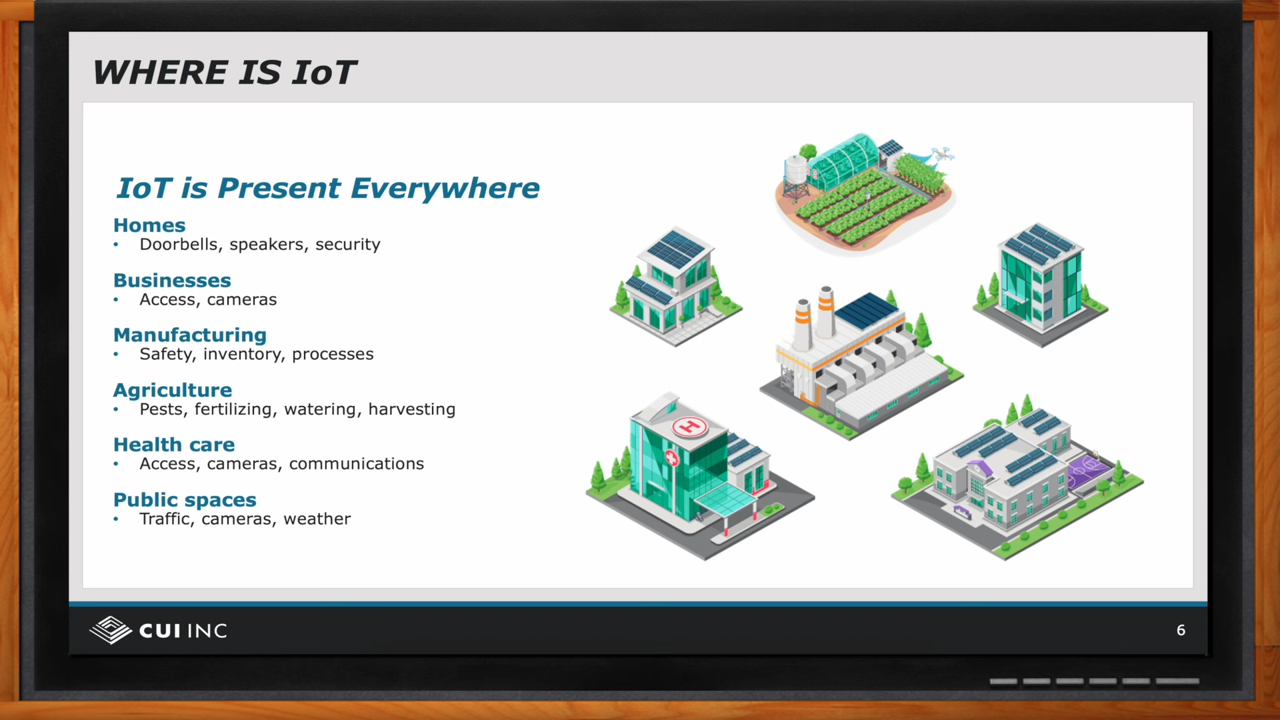 WHERE IS IoT
IoT is Present Everywhere
Homes
• Doorbells, speakers, security
Businesses
• Access, cameras
Manufacturing
• Safety, inventory, processes
Agriculture
• Pests, fertilizing, watering, harvesting
Health care
• Access, cameras, communications
Public spaces
• Traffic, cameras, weather
H
CUI INC
6